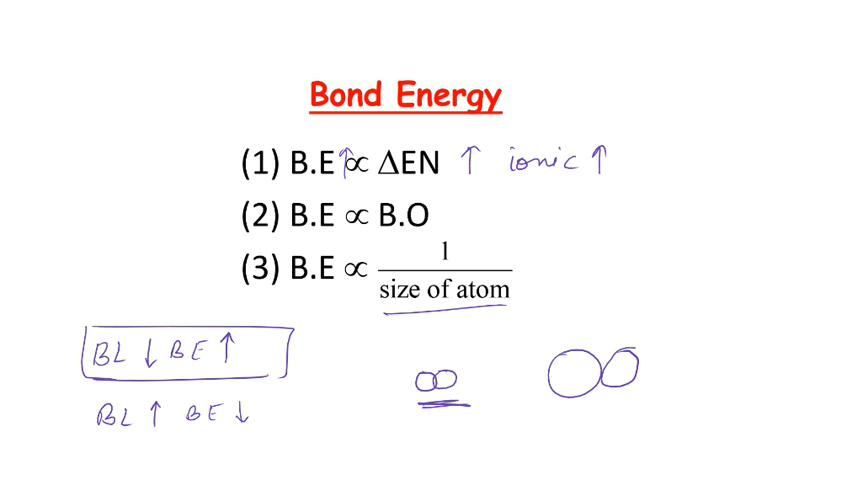 Bond Energy
(1) B.E ↑ ∝ ΔEN ↑ ionic ↑
(2) B.E ∝ B.O
(3) B.E ∝ 1
size of atom
BL ↓ BE ↑
BL ↑ BE ↓